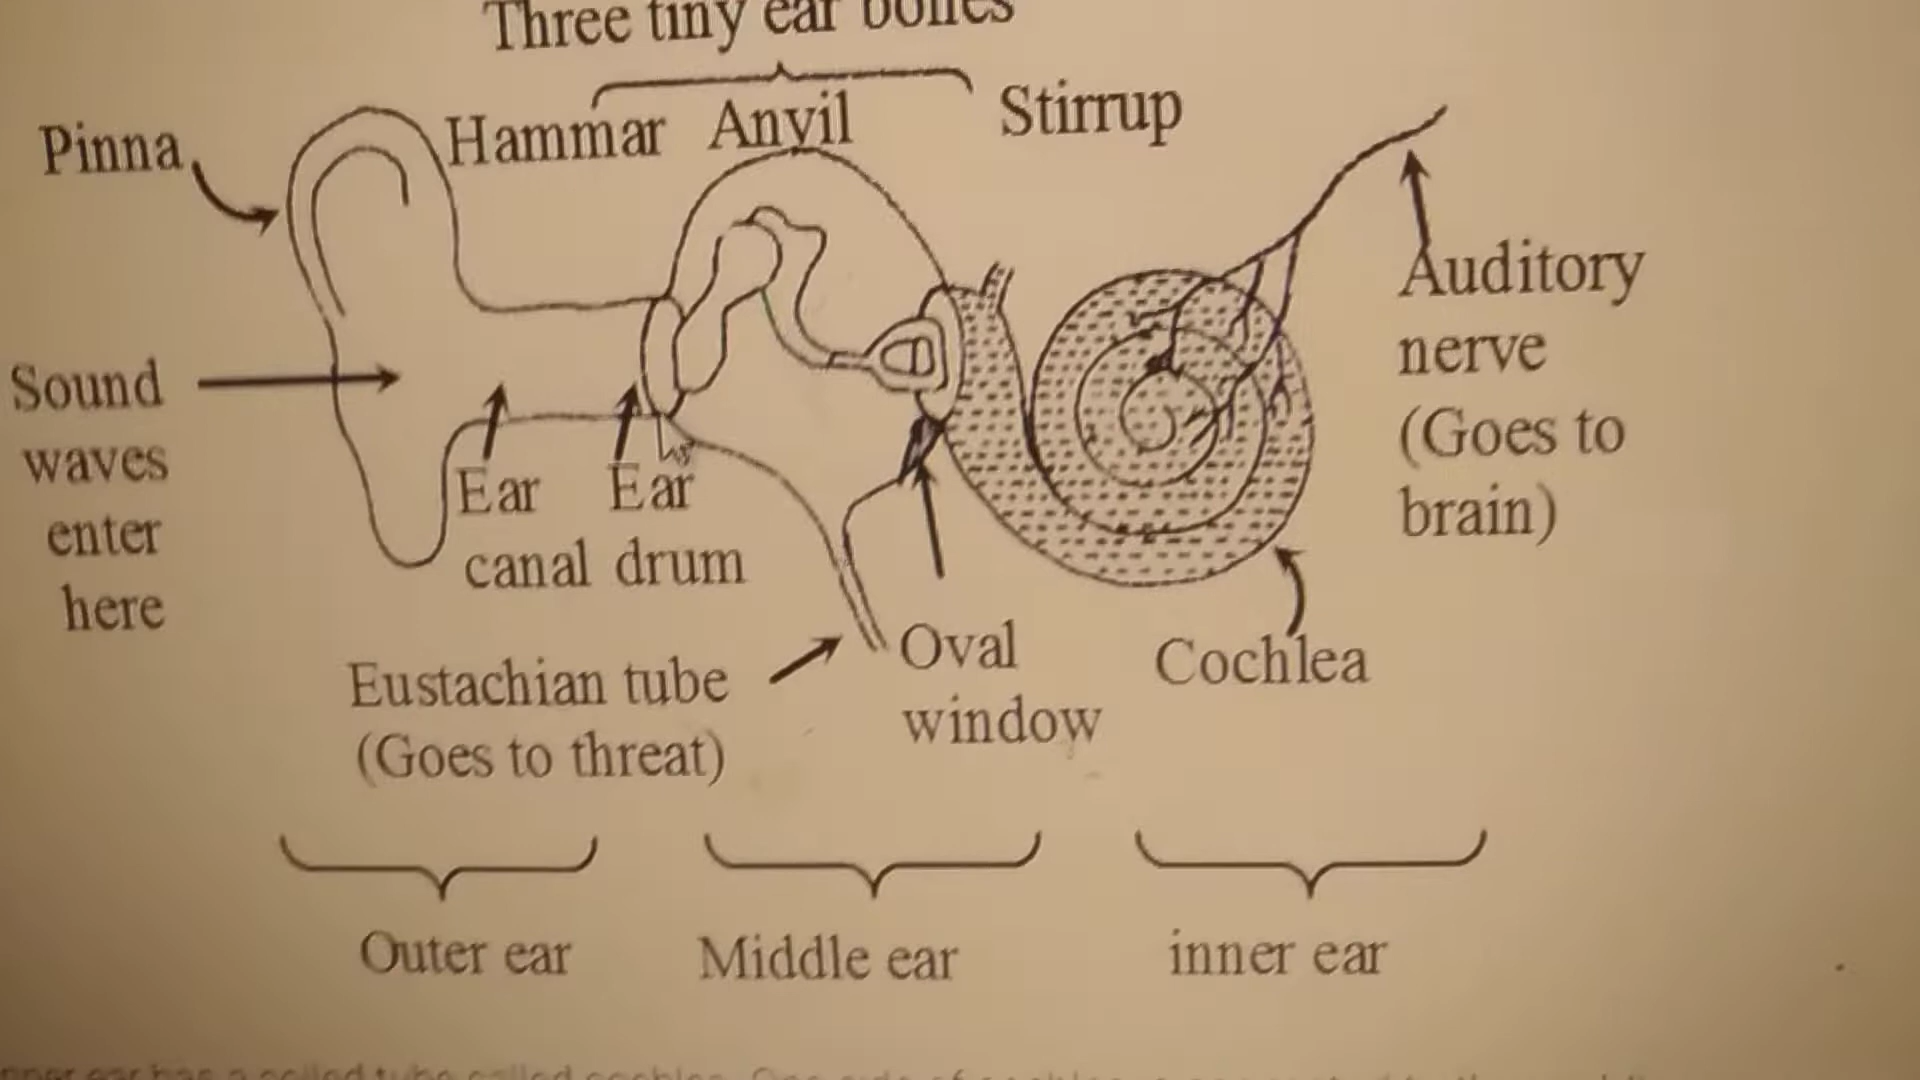 Three tiny ear bones
Hammar Anvil Stirrup
Pinna
Sound
waves
enter
here
Ear
canal
Ear
drum
Auditory
nerve
(Goes to
brain)
Eustachian tube
(Goes to threat)
Oval
window
Cochlea
Outer ear
Middle ear
inner ear